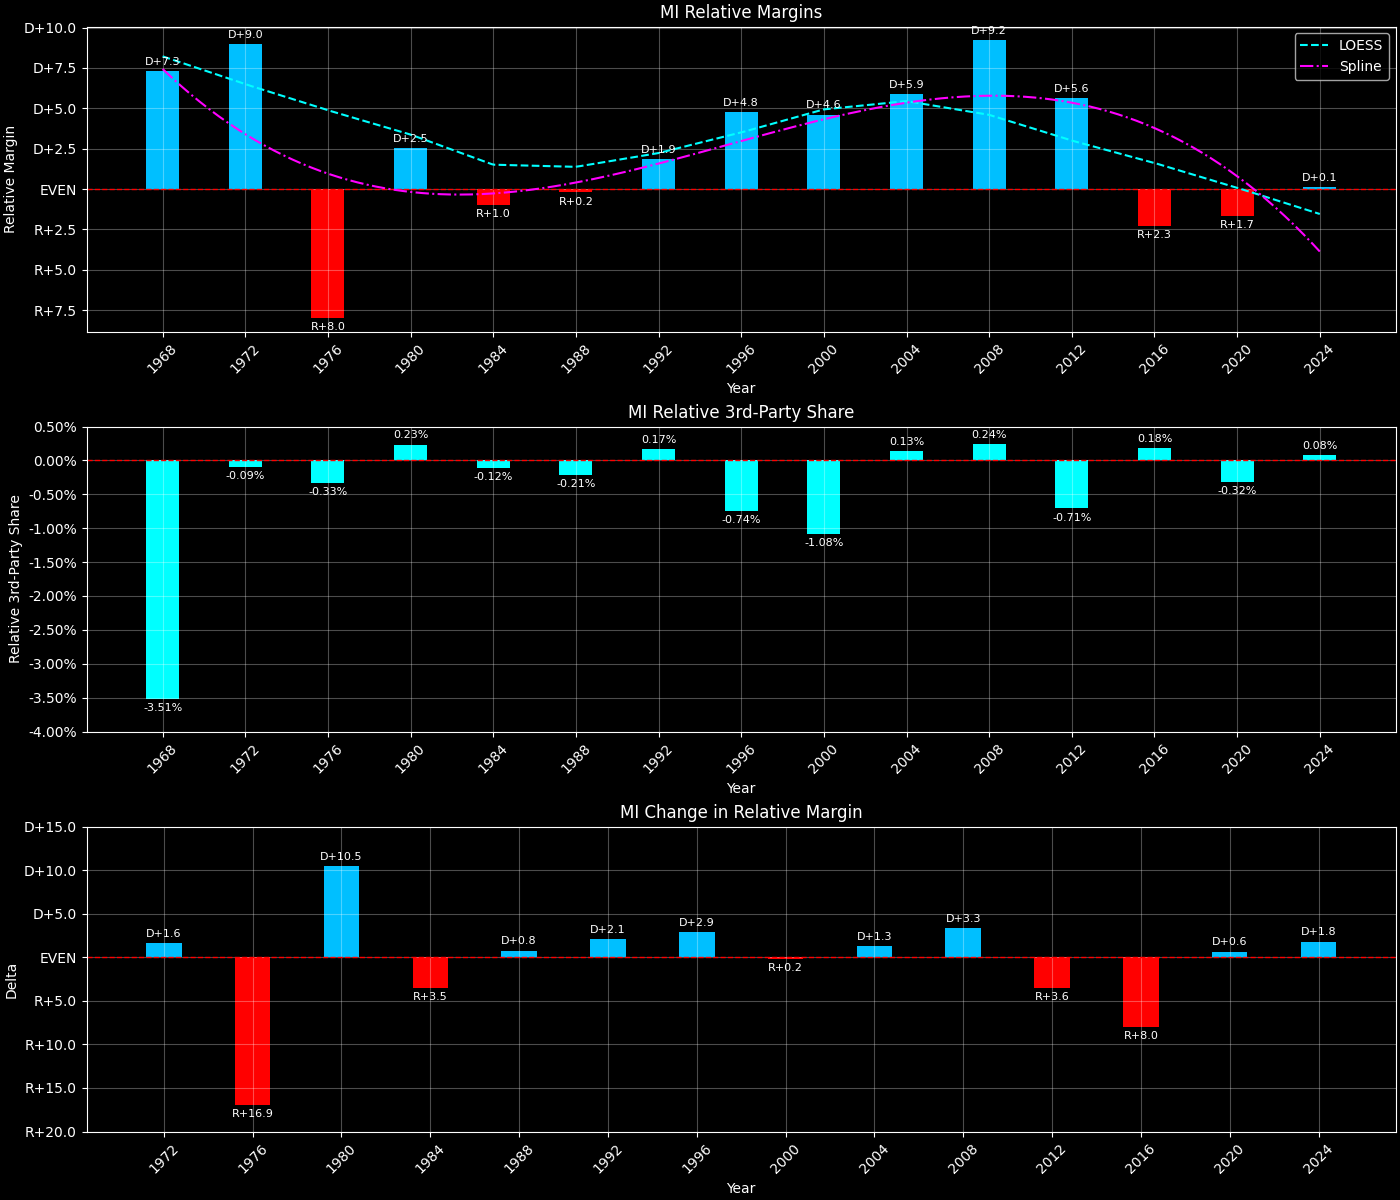 MI Relative Margins
D+10.0
D+7.5
D+5.0
D+2.5
EVEN
R+2.5
R+5.0
R+7.5
Relative Margin
D+7.3
D+9.0
R+8.0
D+2.5
R+1.0
R+0.2
D+1.9
D+4.8
D+4.6
D+5.9
D+9.2
D+5.6
R+2.3
R+1.7
D+0.1
LOESS
Spline
1968 1972 1976 1980 1984 1988 1992 1996 2000 2004 2008 2012 2016 2020 2024
Year
MI Relative 3rd-Party Share
0.50%
0.00%
-0.50%
-1.00%
-1.50%
-2.00%
-2.50%
-3.00%
-3.50%
-4.00%
Relative 3rd-Party Share
-3.51%
-0.09%
-0.33%
0.23%
-0.12%
-0.21%
0.17%
-0.74%
-1.08%
0.13%
0.24%
-0.71%
0.18%
-0.32%
0.08%
1968 1972 1976 1980 1984 1988 1992 1996 2000 2004 2008 2012 2016 2020 2024
Year
MI Change in Relative Margin
D+15.0
D+10.0
D+5.0
EVEN
R+5.0
R+10.0
R+15.0
R+20.0
Delta
D+1.6
R+16.9
D+10.5
R+3.5
D+0.8
D+2.1
D+2.9
R+0.2
D+1.3
D+3.3
R+3.6
R+8.0
D+0.6
D+1.8
1972 1976 1980 1984 1988 1992 1996 2000 2004 2008 2012 2016 2020 2024
Year